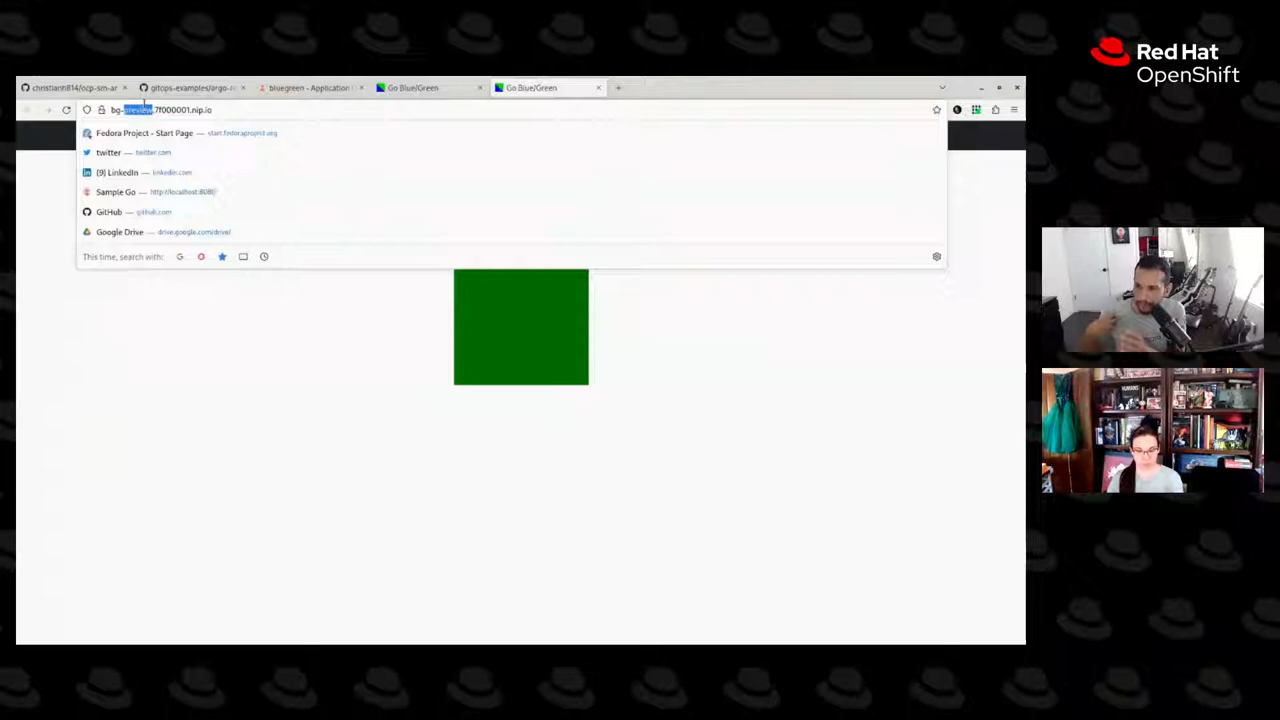 Red Hat
OpenShift
christianh814/ocp-sm-ar
gitops-examples/argo-r
bluegreen - Application
Go Blue/Green
Go Blue/Green
bg-preview.7f000001.nip.io
Fedora Project - Start Page — start.fedoraproject.org
twitter — twitter.com
(9) LinkedIn — linkedin.com
Sample Go — http://localhost:8080
GitHub — github.com
Google Drive — drive.google.com/drive/
This time, search with:
HUMANS